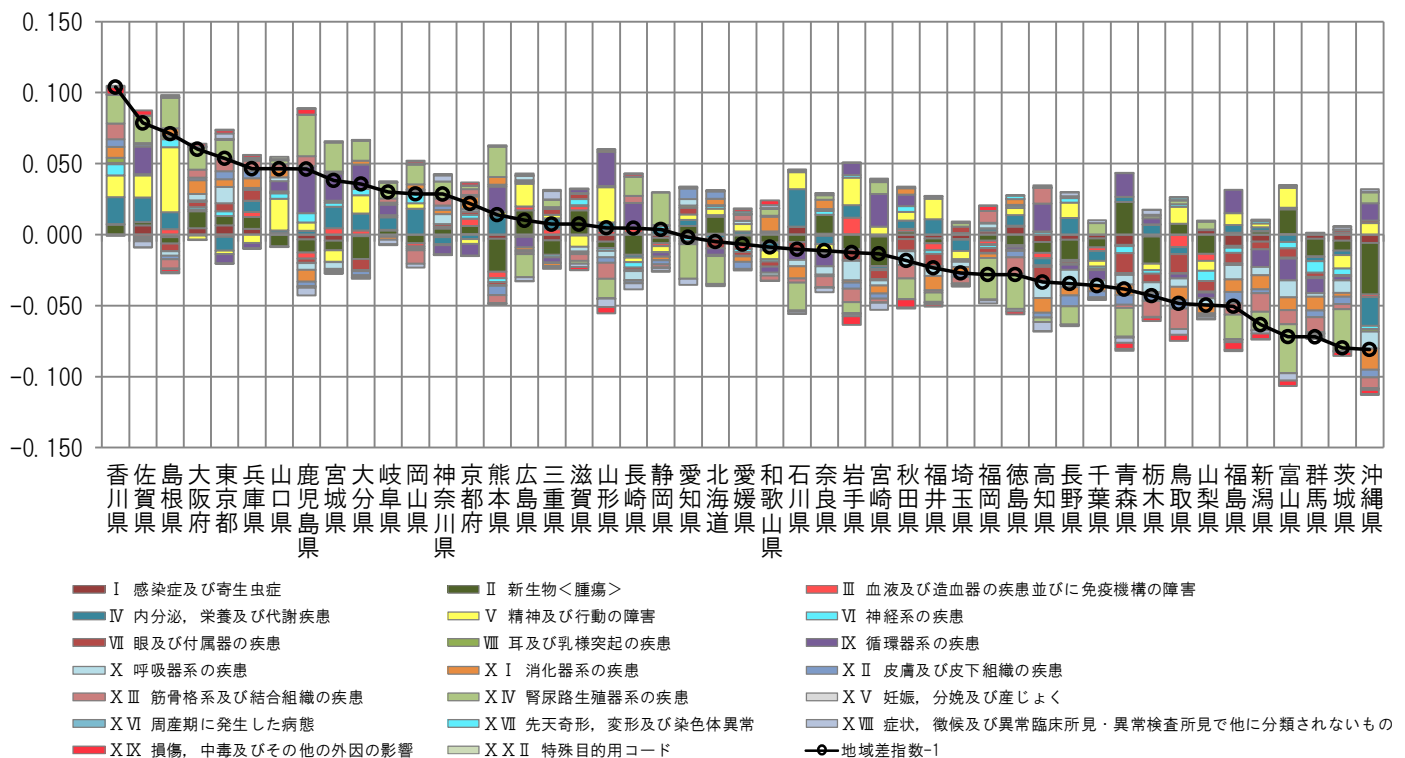 0.150
0.100
0.050
0.000
-0.050
-0.100
-0.150
香川県
佐賀県
島根県
大阪府
東京都
兵庫県
山口県
鹿児島県
宮城県
大分県
岐阜県
岡山県
神奈川県
京都府
熊本県
広島県
三重県
滋賀県
山形県
長崎県
静岡県
愛知県
北海道
愛媛県
和歌山県
石川県
奈良県
岩手県
宮崎県
秋田県
福井県
埼玉県
福岡県
徳島県
高知県
長野県
千葉県
青森県
栃木県
鳥取県
山梨県
福島県
新潟県
富山県
群馬県
茨城県
沖縄県
Ⅰ 感染症及び寄生虫症
Ⅱ 新生物<腫瘍>
Ⅲ 血液及び造血器の疾患並びに免疫機構の障害
Ⅳ 内分泌，栄養及び代謝疾患
Ⅴ 精神及び行動の障害
Ⅵ 神経系の疾患
Ⅶ 眼及び付属器の疾患
Ⅷ 耳及び乳様突起の疾患
Ⅸ 循環器系の疾患
Ⅹ 呼吸器系の疾患
ⅩⅠ 消化器系の疾患
ⅩⅡ 皮膚及び皮下組織の疾患
ⅩⅢ 筋骨格系及び結合組織の疾患
ⅩⅣ 腎尿路生殖器系の疾患
ⅩⅤ 妊娠，分娩及び産じょく
ⅩⅥ 周産期に発生した病態
ⅩⅦ 先天奇形，変形及び染色体異常
ⅩⅧ 症状，徴候及び異常臨床所見・異常検査所見で他に分類されないもの
ⅩⅨ 損傷，中毒及びその他の外因の影響
ⅩⅩⅡ 特殊目的用コード
地域差指数-1